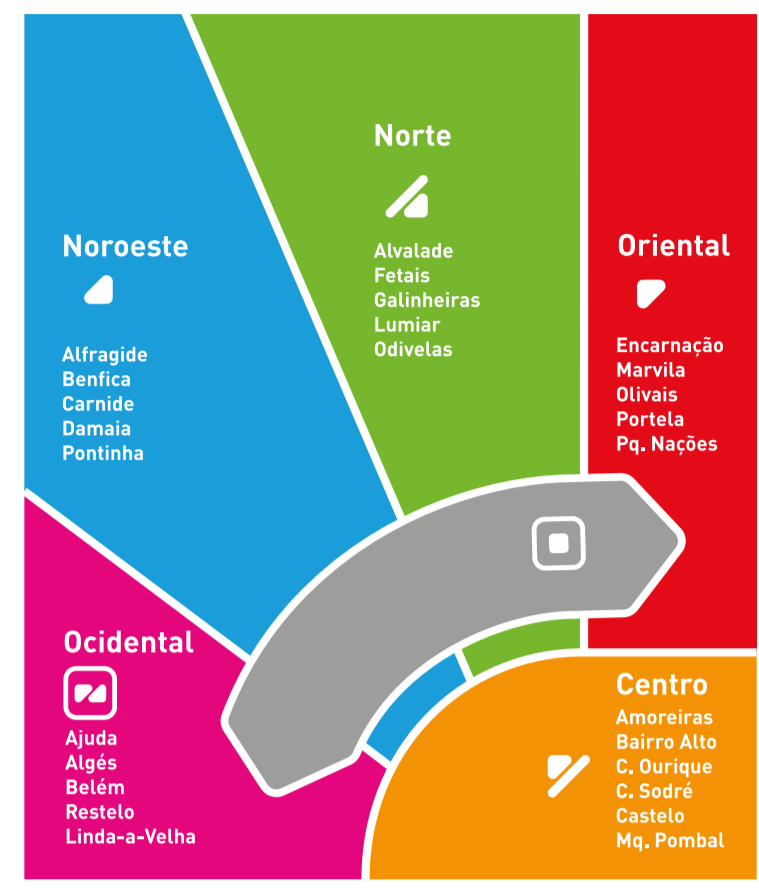 Norte
Alvalade
Fetais
Galinheiras
Lumiar
Odivelas
Noroeste
Alfragide
Benfica
Carnide
Damaia
Pontinha
Oriental
Encarnação
Marvila
Olivais
Portela
Pq. Nações
Ocidental
Ajuda
Algés
Belém
Restelo
Linda-a-Velha
Centro
Amoreiras
Bairro Alto
C. Ourique
C. Sodré
Castelo
Mq. Pombal